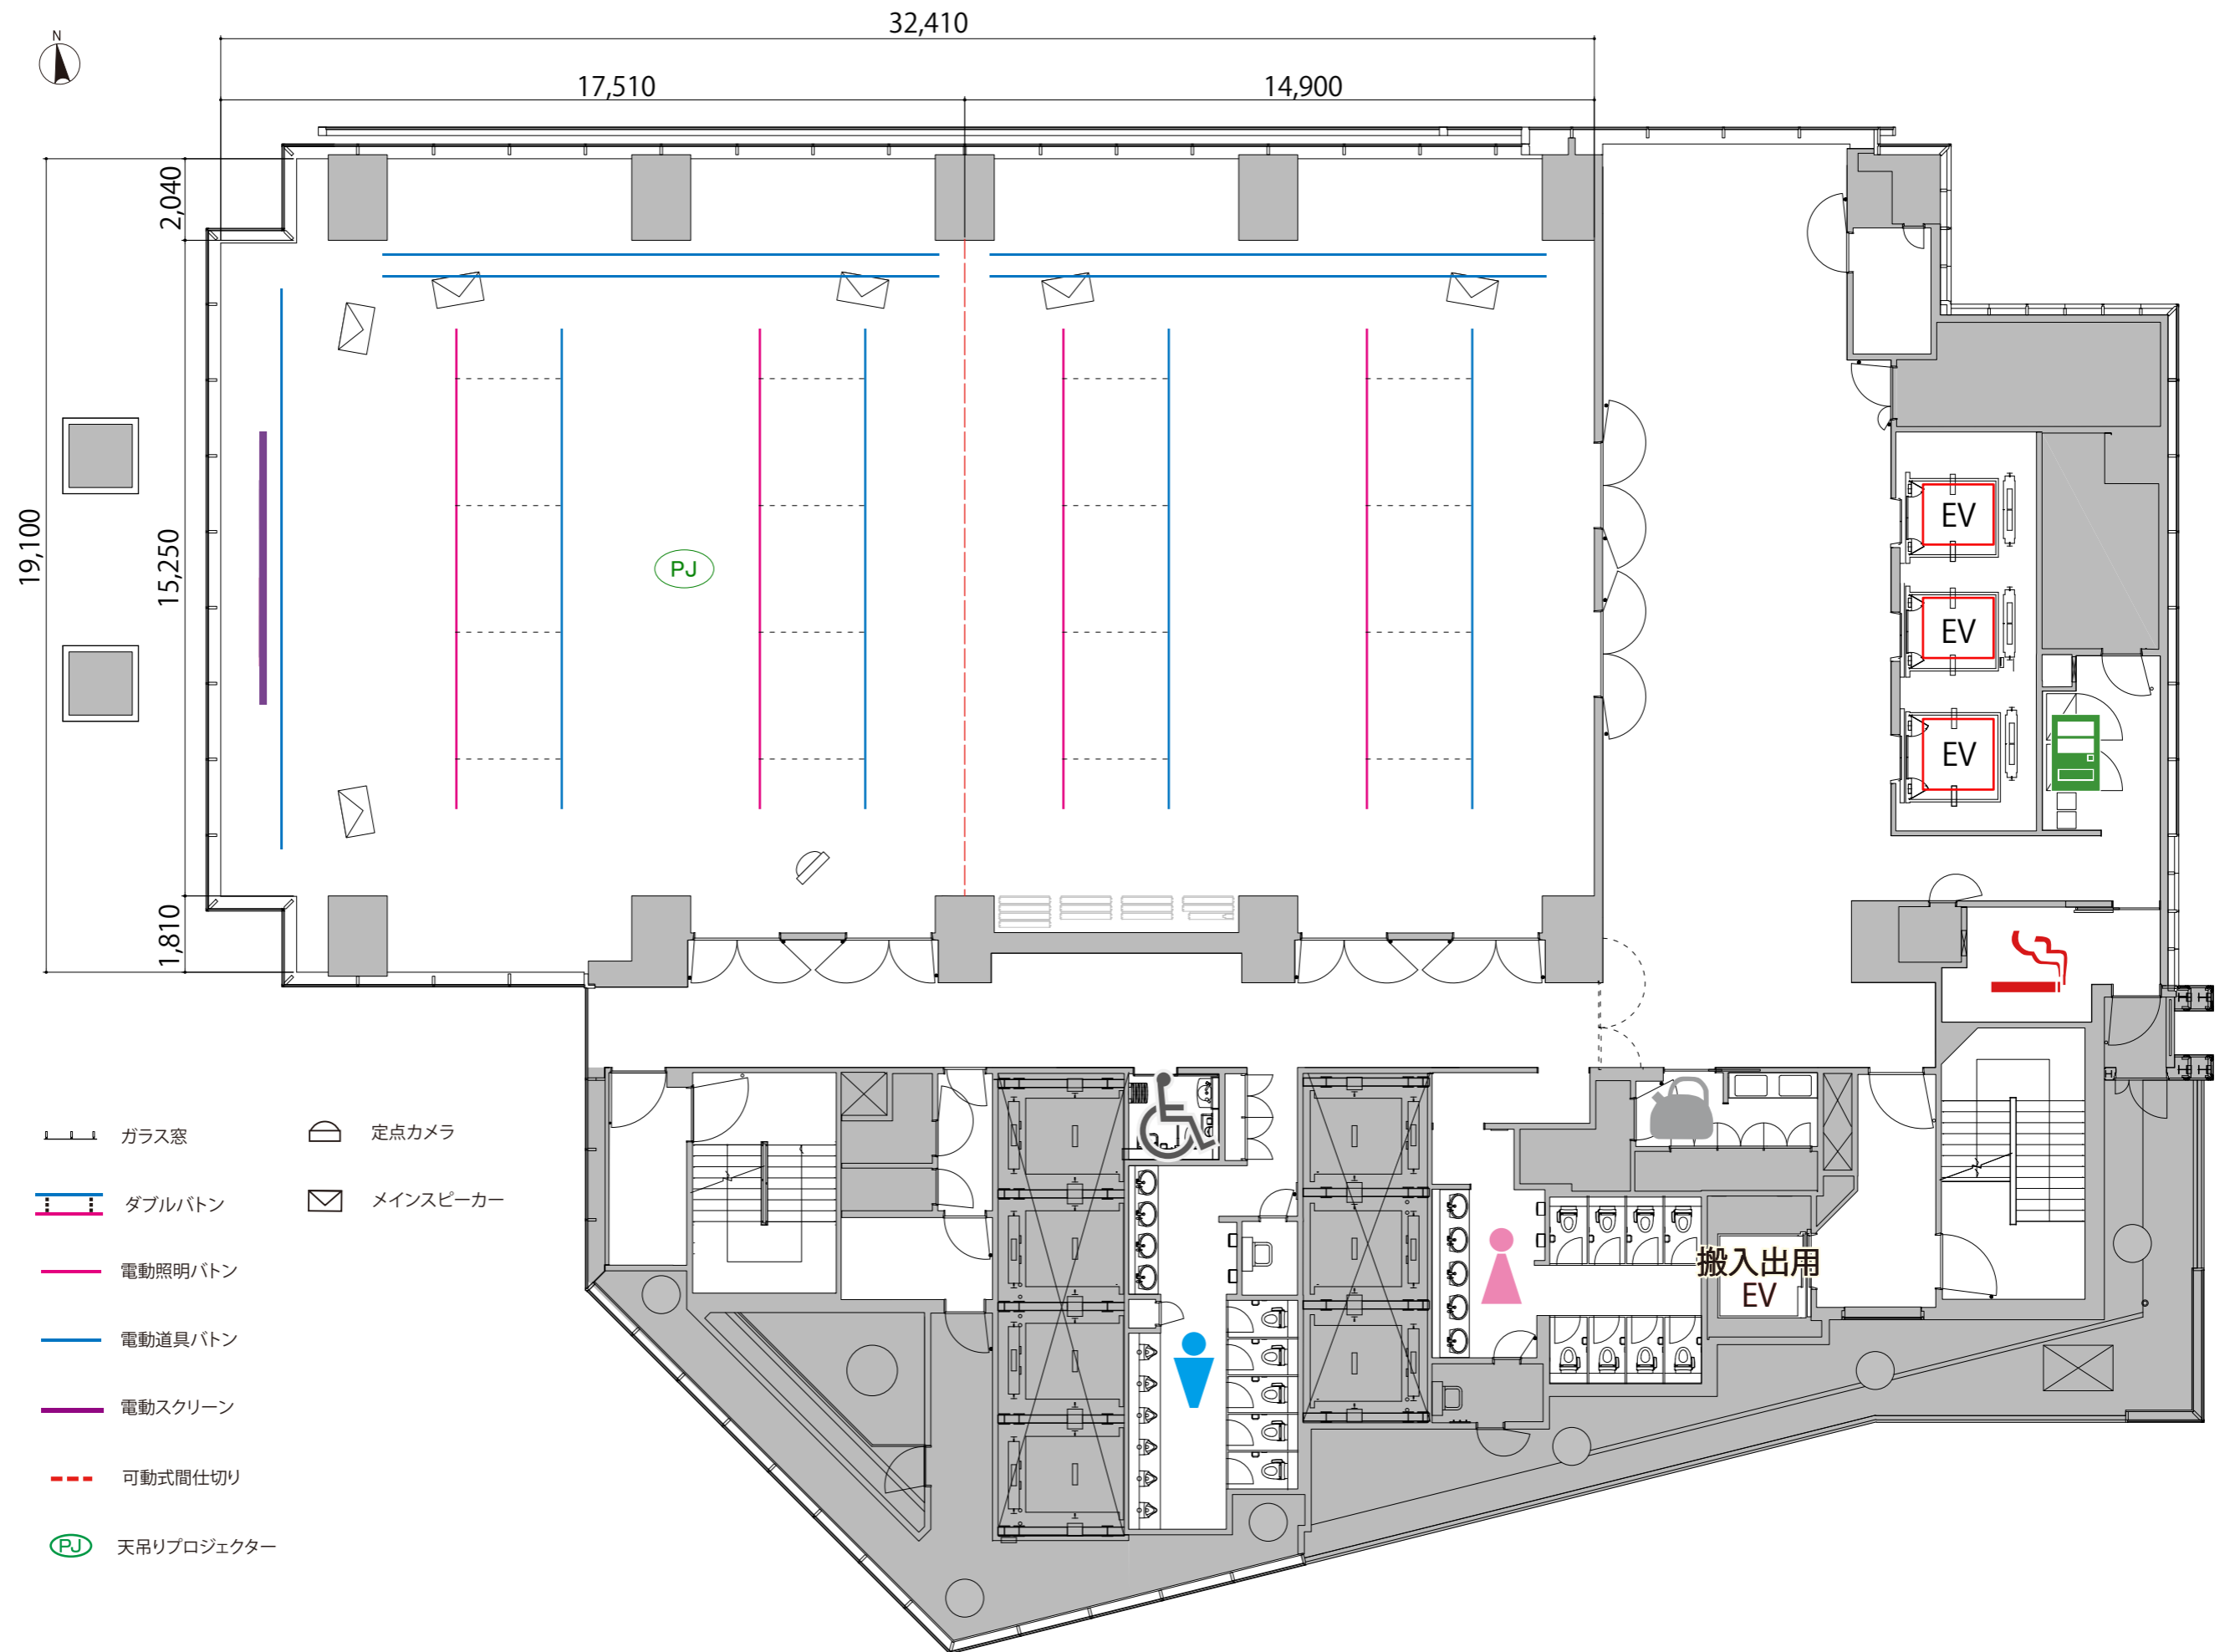 32,410
N
17,510
14,900
2,040
19,100
15,250
1,810
PJ
EV
EV
EV
搬入出用
EV
ガラス窓
定点カメラ
ダブルバトン
メインスピーカー
電動照明バトン
電動道具バトン
電動スクリーン
可動式間仕切り
PJ
天吊りプロジェクター